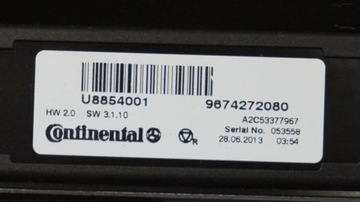 U8854001 9674272080
HW 2.0 SW 3.1.10 A2C53377967
Serial No. 053558
Continental R 28.06.2013 03:54